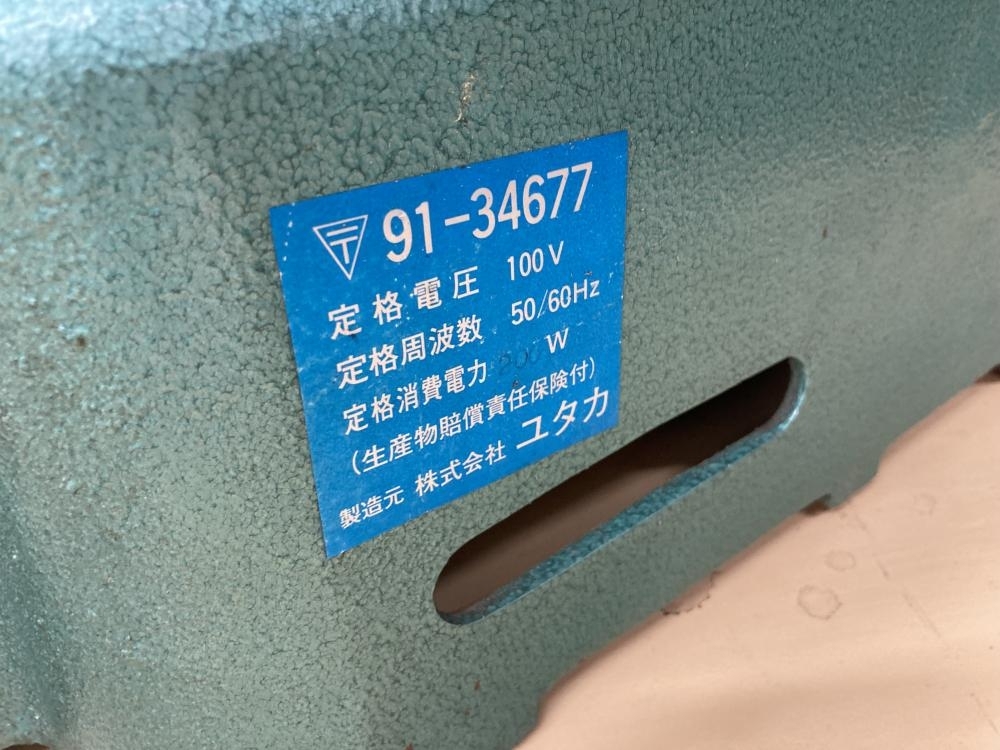 〒 91-34677
定格電圧 100V
定格周波数 50/60Hz
定格消費電力 200W
(生産物賠償責任保険付)
製造元 株式会社 ユタカ